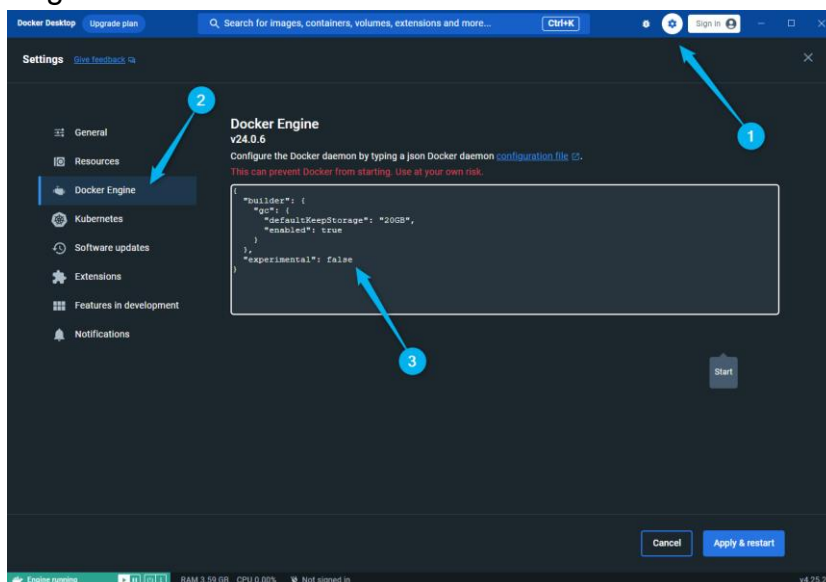 Docker Desktop Upgrade plan Search for images, containers, volumes, extensions and more... Ctrl+K Sign in
Settings Give feedback
1
2
General
Resources
Docker Engine
Kubernetes
Software updates
Extensions
Features in development
Notifications
Docker Engine
v24.0.6
Configure the Docker daemon by typing a json Docker daemon configuration file.
This can prevent Docker from starting. Use at your own risk.
{
"builder": {
"gc": {
"defaultKeepStorage": "20GB",
"enabled": true
}
},
"experimental": false
}
3
Start
Cancel Apply & restart
Engine running RAM 3.59 GB CPU 0.00% Not signed in